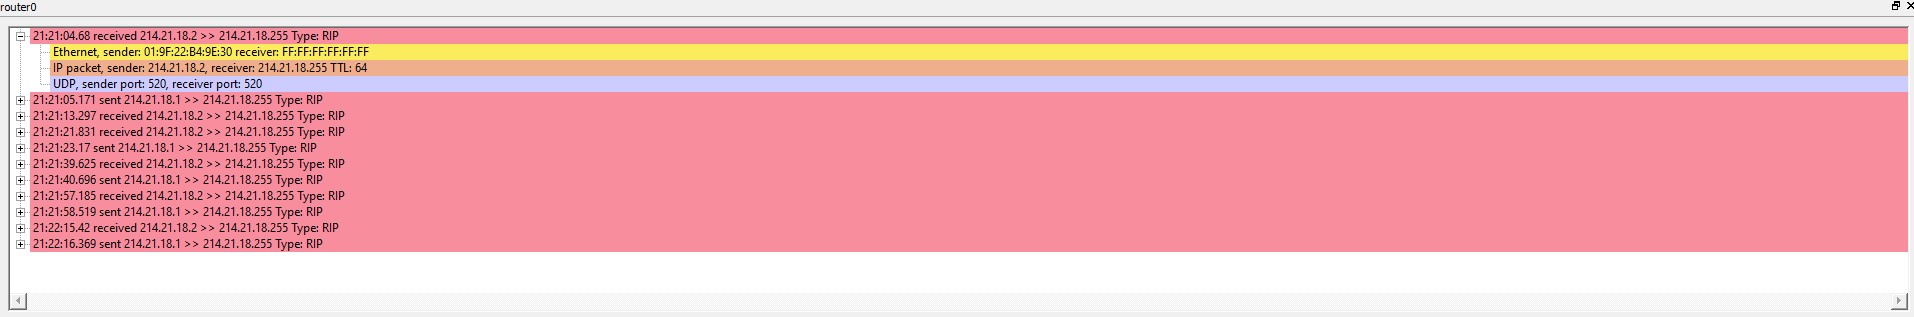 router0
21:21:04.68 received 214.21.18.2 >> 214.21.18.255 Type: RIP
Ethernet, sender: 01:9F:22:B4:9E:30 receiver: FF:FF:FF:FF:FF:FF
IP packet, sender: 214.21.18.2, receiver: 214.21.18.255 TTL: 64
UDP, sender port: 520, receiver port: 520
21:21:05.171 sent 214.21.18.1 >> 214.21.18.255 Type: RIP
21:21:13.297 received 214.21.18.2 >> 214.21.18.255 Type: RIP
21:21:21.831 received 214.21.18.2 >> 214.21.18.255 Type: RIP
21:21:23.17 sent 214.21.18.1 >> 214.21.18.255 Type: RIP
21:21:39.625 received 214.21.18.2 >> 214.21.18.255 Type: RIP
21:21:40.696 sent 214.21.18.1 >> 214.21.18.255 Type: RIP
21:21:57.185 received 214.21.18.2 >> 214.21.18.255 Type: RIP
21:21:58.519 sent 214.21.18.1 >> 214.21.18.255 Type: RIP
21:22:15.42 received 214.21.18.2 >> 214.21.18.255 Type: RIP
21:22:16.369 sent 214.21.18.1 >> 214.21.18.255 Type: RIP